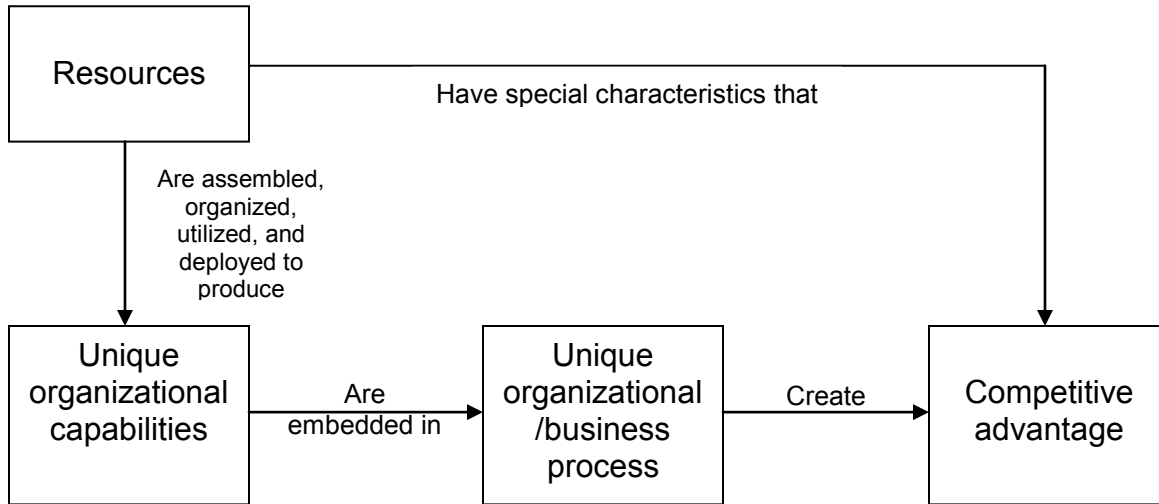 Resources
Have special characteristics that
Are assembled,
organized,
utilized, and
deployed to
produce
Unique
organizational
capabilities
Are
embedded in
Unique
organizational
/business
process
Create
Competitive
advantage